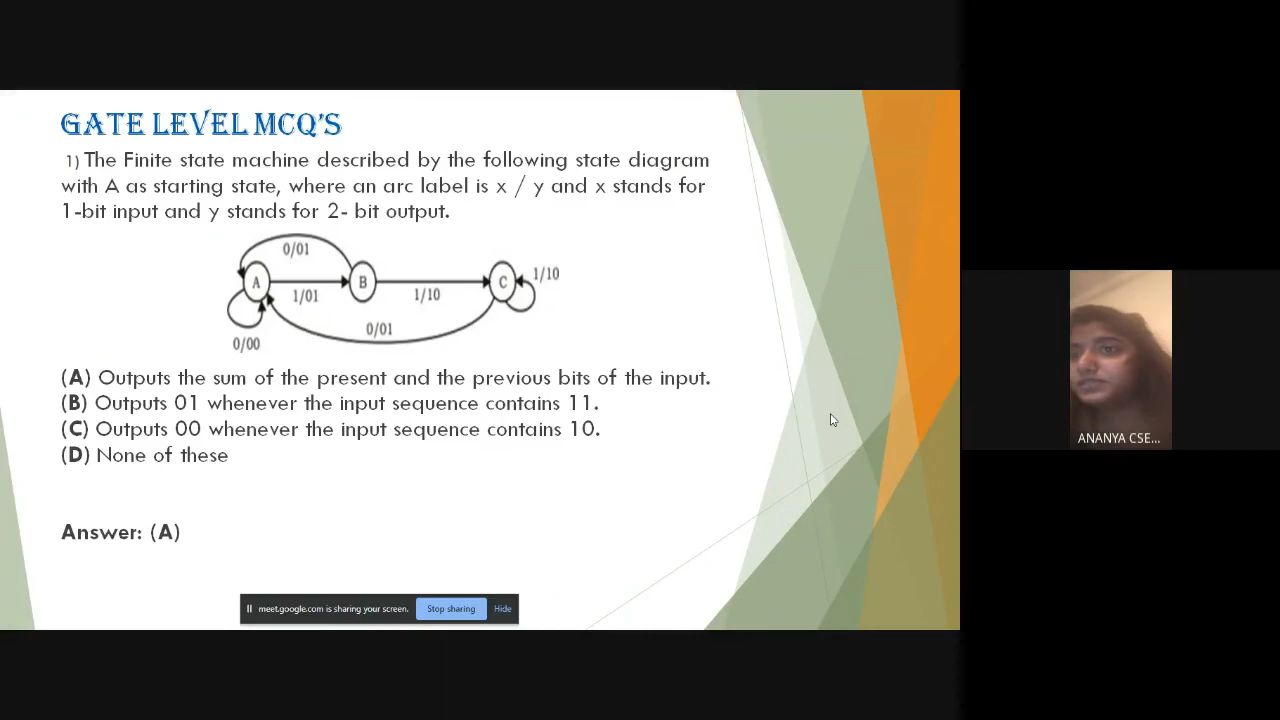 GATE LEVEL MCQ'S
1) The Finite state machine described by the following state diagram
with A as starting state, where an arc label is x / y and x stands for
1-bit input and y stands for 2- bit output.
0/01
A
B
C
1/10
1/01
1/10
0/01
0/00
(A) Outputs the sum of the present and the previous bits of the input.
(B) Outputs 01 whenever the input sequence contains 11.
(C) Outputs 00 whenever the input sequence contains 10.
(D) None of these
ANANYA CSE...
Answer: (A)
meet.google.com is sharing your screen.
Stop sharing
Hide